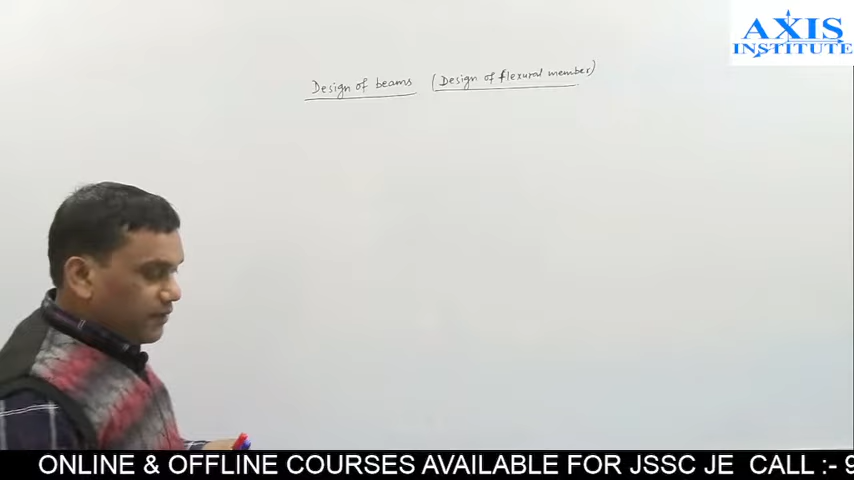 AXIS
INSTITUTE
Design of beams (Design of flexural member)
ONLINE & OFFLINE COURSES AVAILABLE FOR JSSC JE CALL :- 9